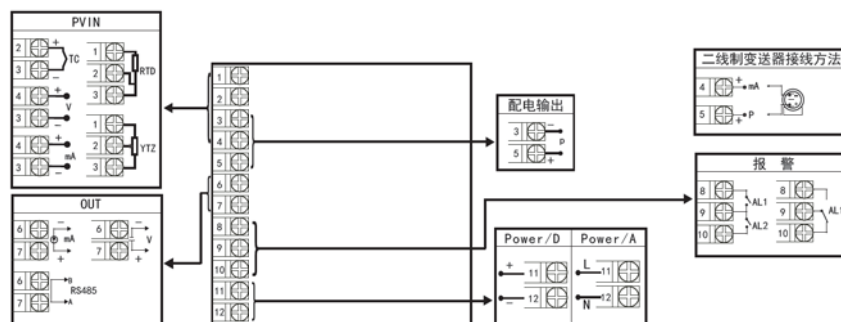 PVIN
2 + TC
3 −
4 + V
3 −
4 + mA
3 −
1 RTD
2
3
1 YTZ
2
3
OUT
6 − mA
7 +
6 − V
7 +
6 B RS485
7 A
1
2
3
4
5
6
7
8
9
10
11
12
配电输出
3 − P
5 +
Power/D
+ 11
− 12
Power/A
L 11
N 12
二线制变送器接线方法
4 + mA
5 + P
报 警
8 AL1
9
10 AL2
8
9 AL1
10